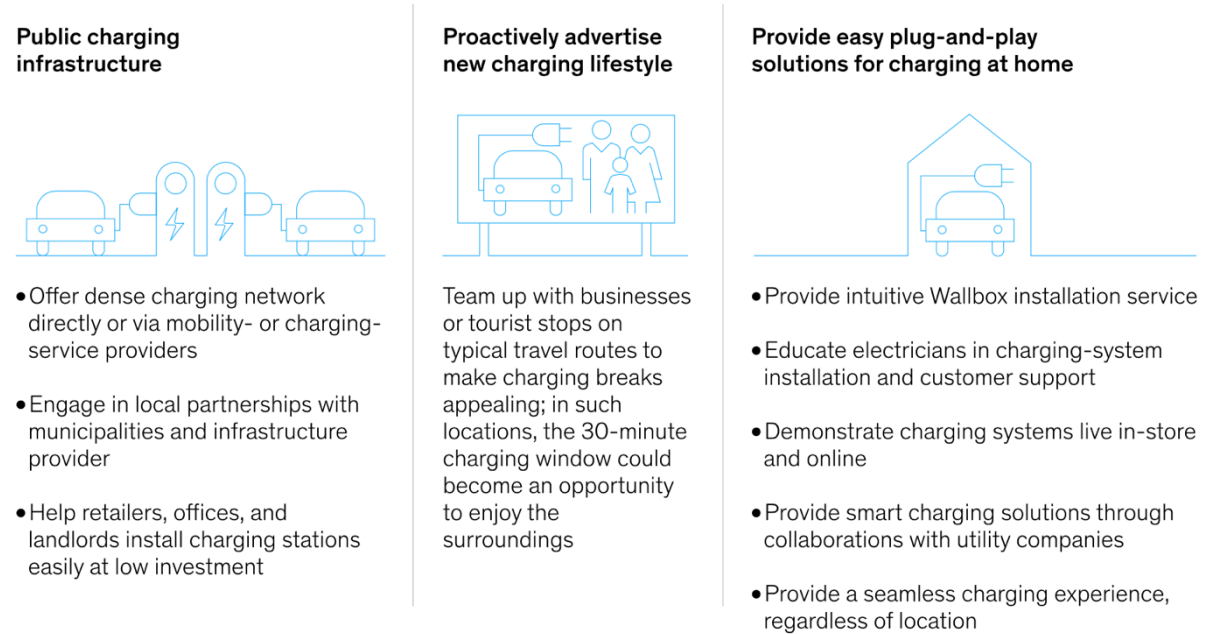 Public charging
infrastructure
• Offer dense charging network
directly or via mobility- or charging-
service providers
• Engage in local partnerships with
municipalities and infrastructure
provider
• Help retailers, offices, and
landlords install charging stations
easily at low investment
Proactively advertise
new charging lifestyle
Team up with businesses
or tourist stops on
typical travel routes to
make charging breaks
appealing; in such
locations, the 30-minute
charging window could
become an opportunity
to enjoy the
surroundings
Provide easy plug-and-play
solutions for charging at home
• Provide intuitive Wallbox installation service
• Educate electricians in charging-system
installation and customer support
• Demonstrate charging systems live in-store
and online
• Provide smart charging solutions through
collaborations with utility companies
• Provide a seamless charging experience,
regardless of location